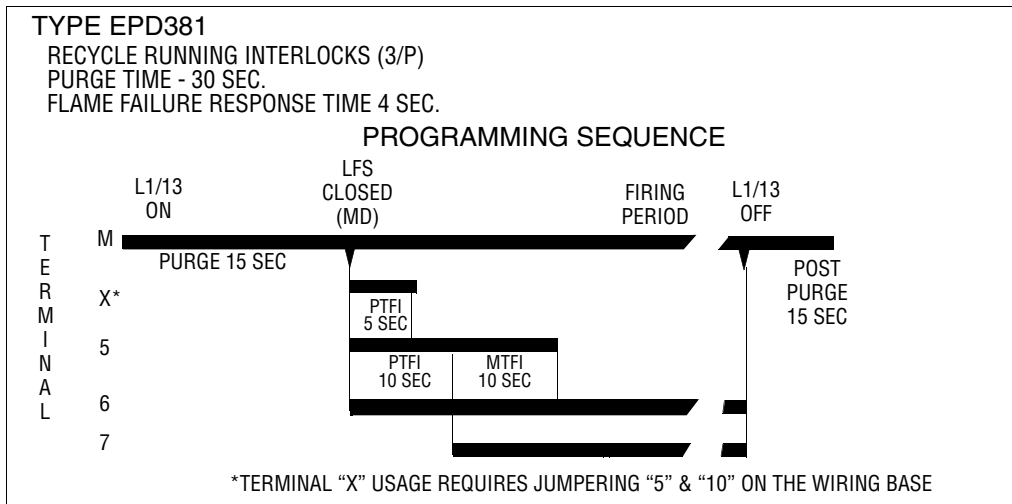 TYPE EPD381
RECYCLE RUNNING INTERLOCKS (3/P)
PURGE TIME - 30 SEC.
FLAME FAILURE RESPONSE TIME 4 SEC.
PROGRAMMING SEQUENCE
L1/13
ON
LFS
CLOSED
(MD)
FIRING
PERIOD
L1/13
OFF
TERMINAL
M
PURGE 15 SEC
POST
PURGE
15 SEC
X*
PTFI
5 SEC
5
PTFI
10 SEC
MTFI
10 SEC
6
7
*TERMINAL “X” USAGE REQUIRES JUMPERING “5” & “10” ON THE WIRING BASE